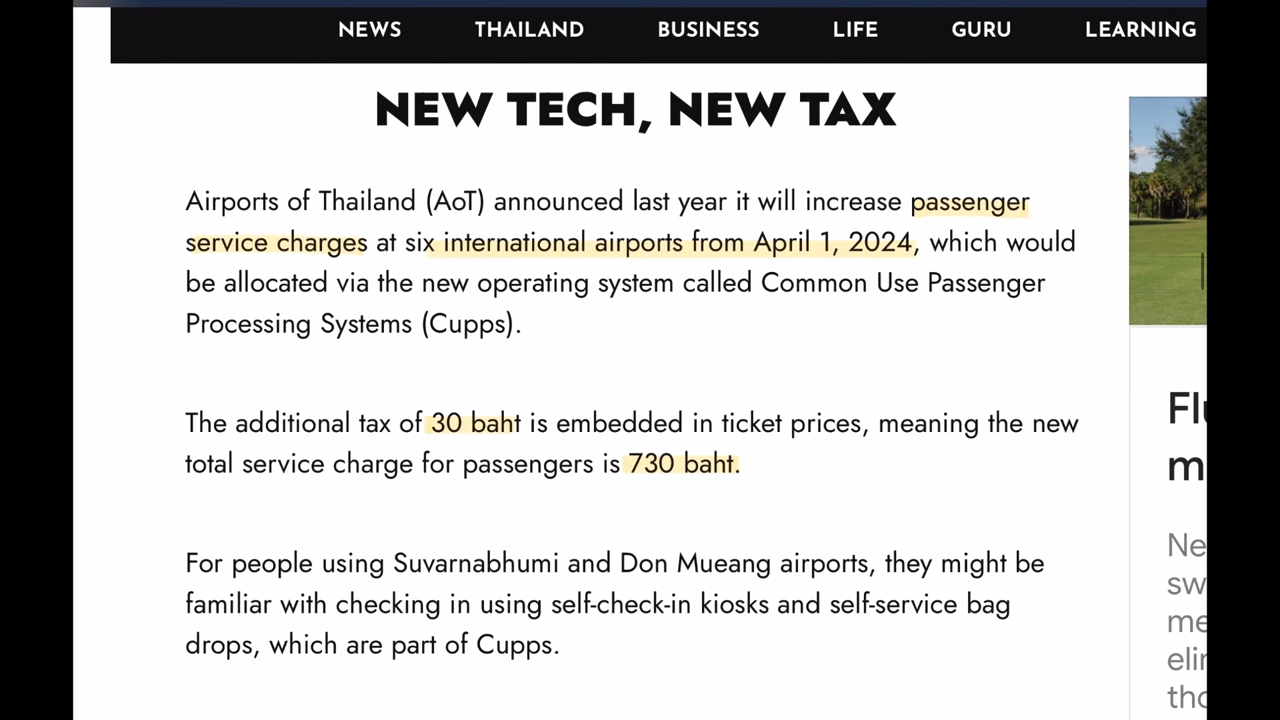 NEWS THAILAND BUSINESS LIFE GURU LEARNING
NEW TECH, NEW TAX
Airports of Thailand (AoT) announced last year it will increase passenger
service charges at six international airports from April 1, 2024, which would
be allocated via the new operating system called Common Use Passenger
Processing Systems (Cupps).
The additional tax of 30 baht is embedded in ticket prices, meaning the new
total service charge for passengers is 730 baht.
For people using Suvarnabhumi and Don Mueang airports, they might be
familiar with checking in using self-check-in kiosks and self-service bag
drops, which are part of Cupps.